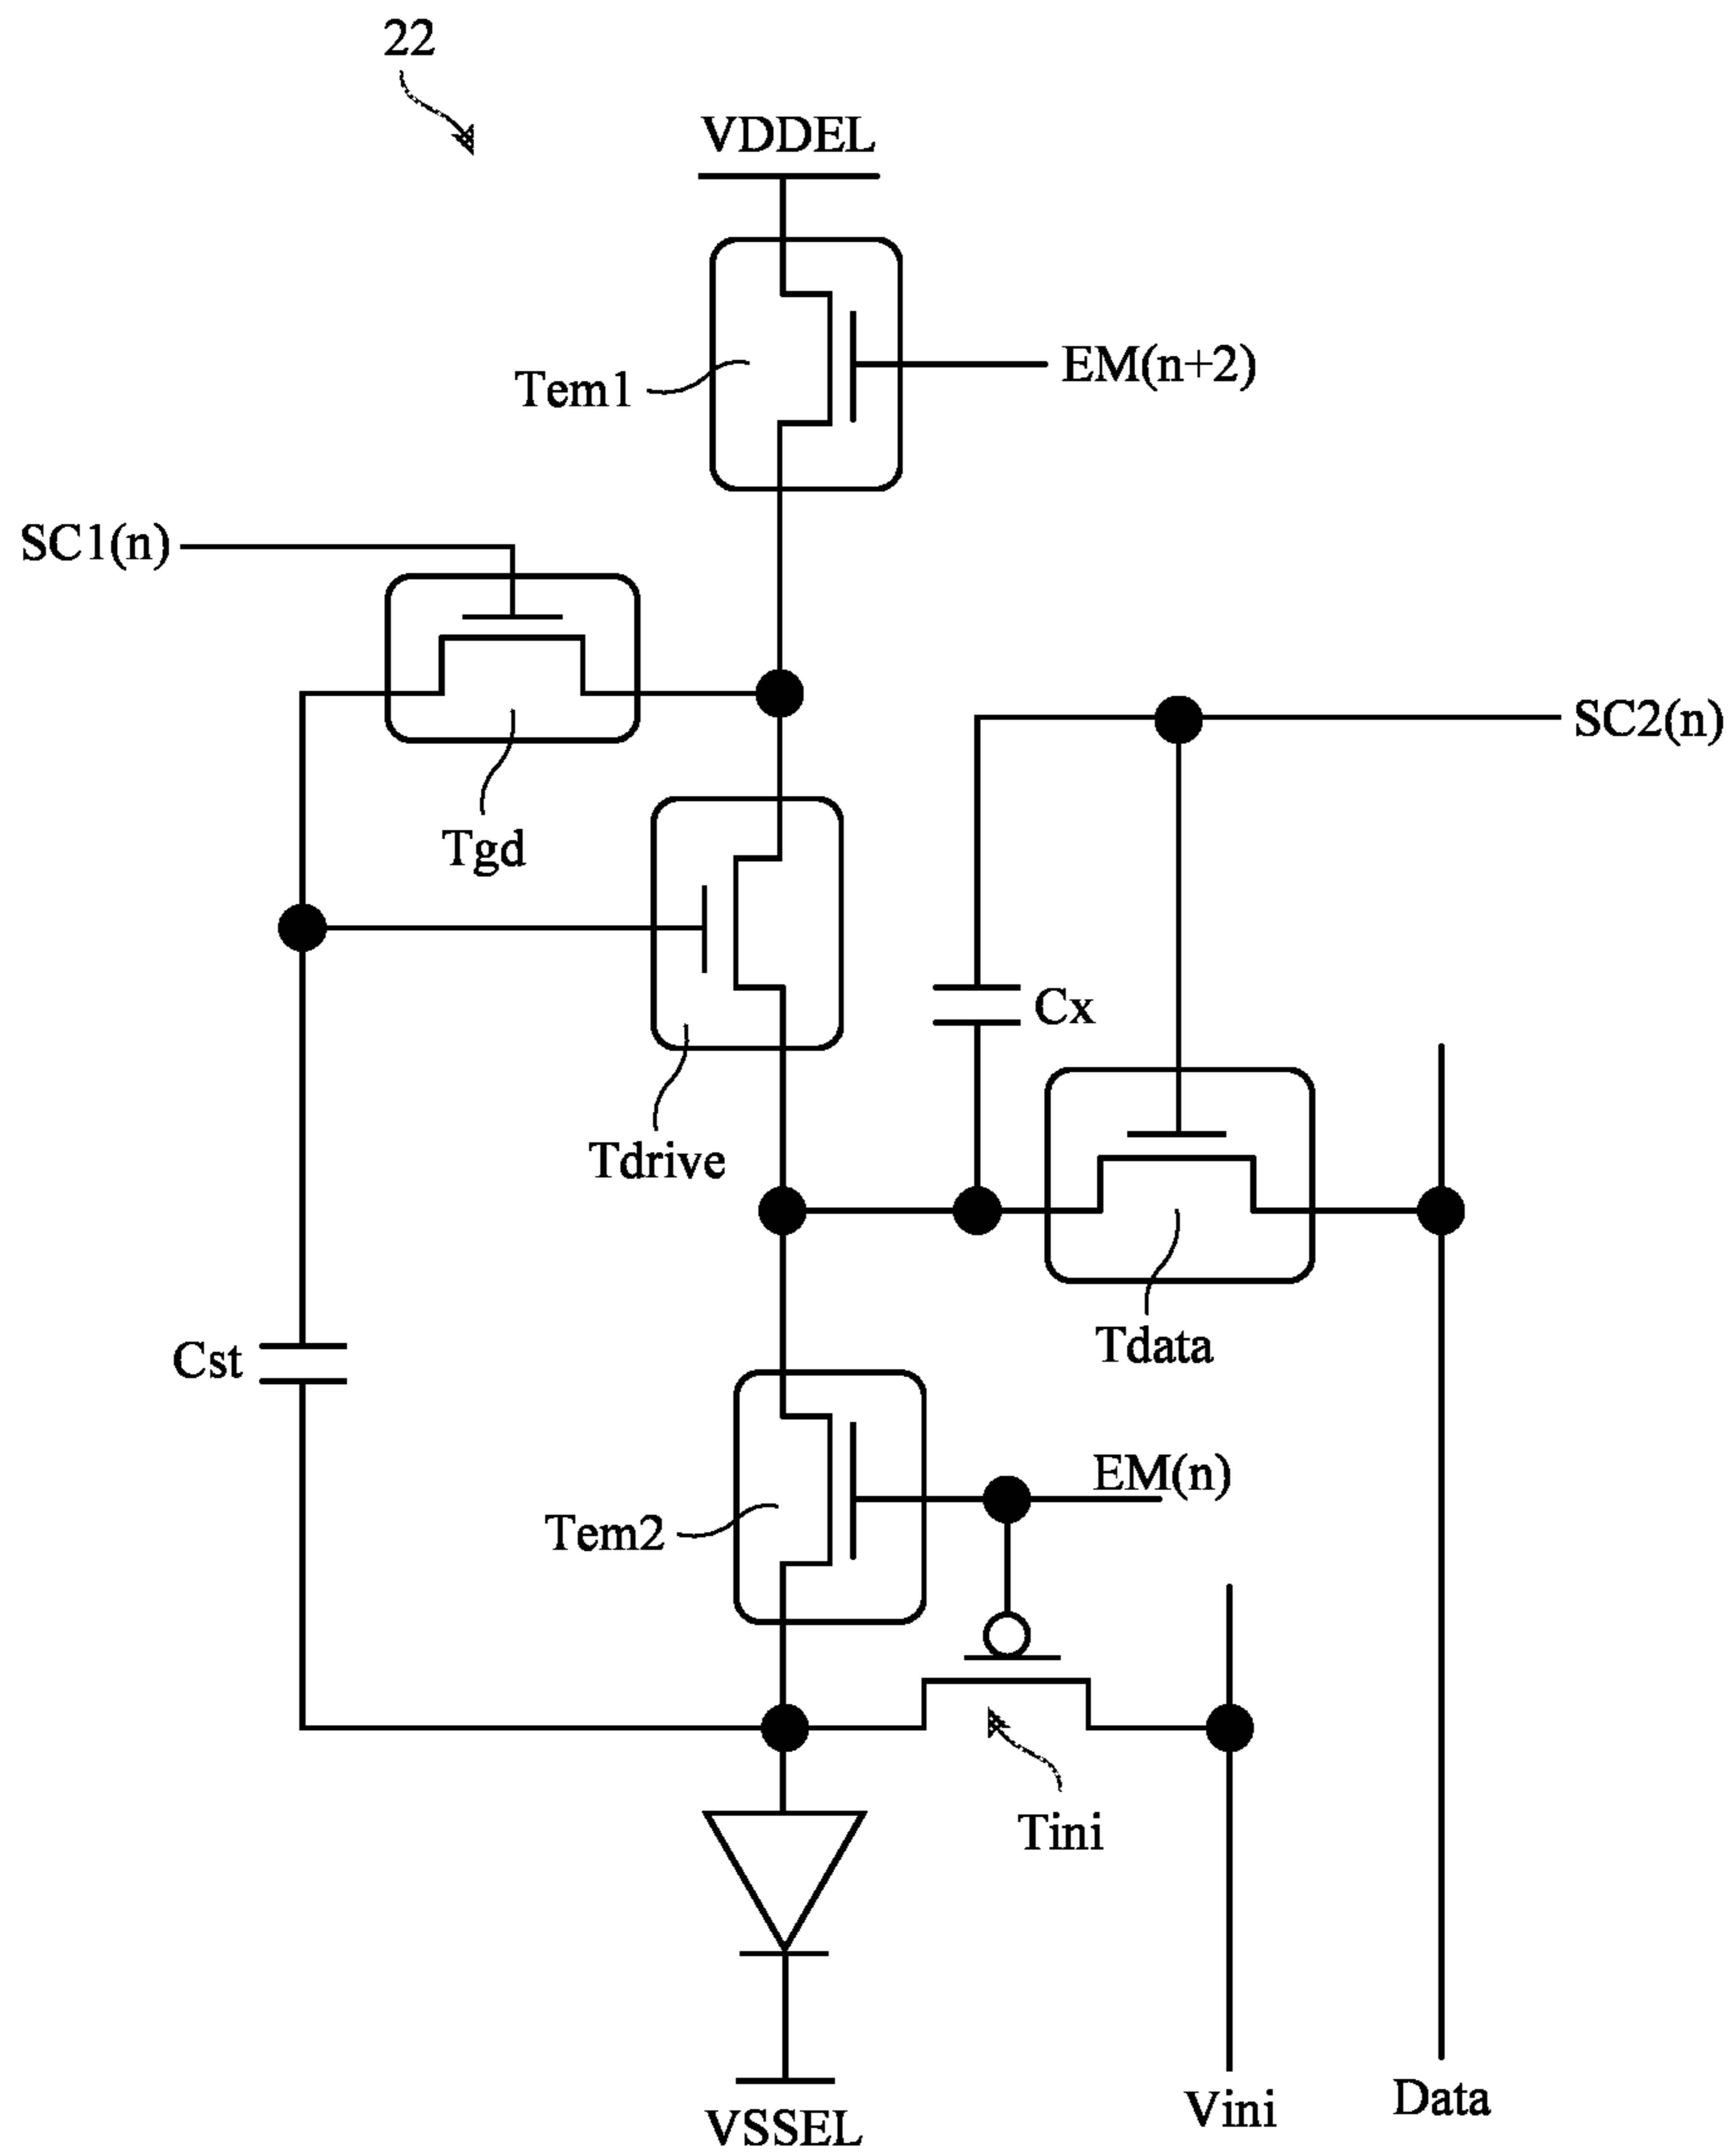 22
VDDEL
Tem1
EM(n+2)
SC1(n)
Tgd
SC2(n)
Cx
Tdrive
Tdata
Cst
EM(n)
Tem2
Tini
Vini
Data
VSSEL